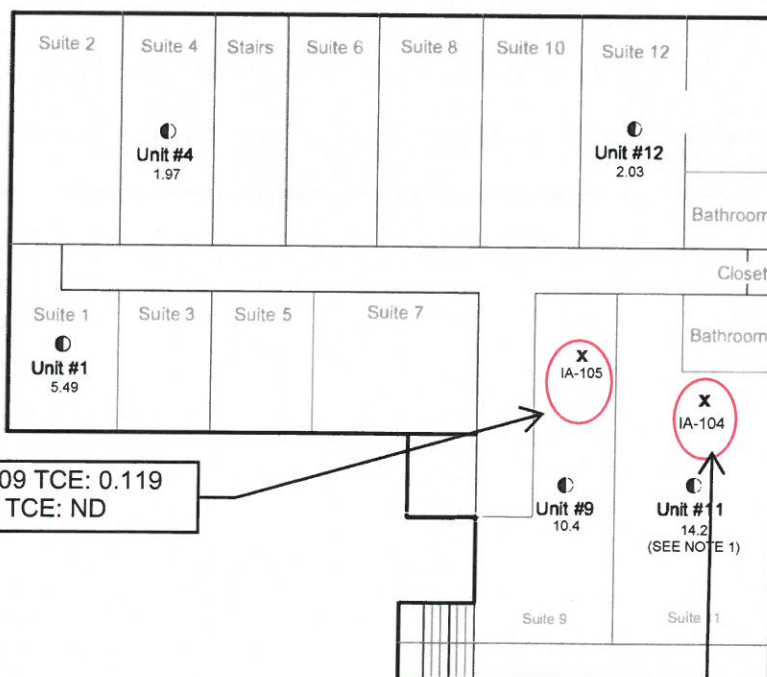 Suite 2
Suite 4
Stairs
Suite 6
Suite 8
Suite 10
Suite 12
Unit #4
1.97
Unit #12
2.03
Bathroom
Closet
Suite 1
Suite 3
Suite 5
Suite 7
Bathroom
Unit #1
5.49
X
IA-105
X
IA-104
09 TCE: 0.119
TCE: ND
Unit #9
10.4
Unit #11
14.2
(SEE NOTE 1)
Suite 9
Suite 11